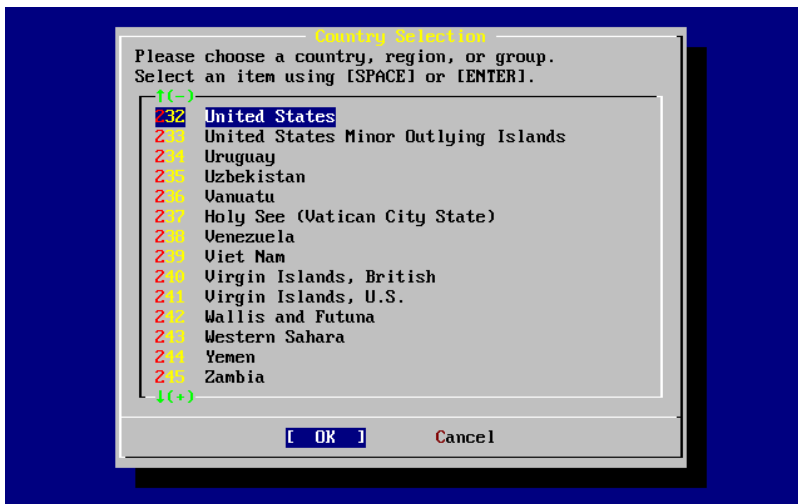 Country Selection
Please choose a country, region, or group.
Select an item using [SPACE] or [ENTER].
↑(-)
232 United States
233 United States Minor Outlying Islands
234 Uruguay
235 Uzbekistan
236 Vanuatu
237 Holy See (Vatican City State)
238 Venezuela
239 Viet Nam
240 Virgin Islands, British
241 Virgin Islands, U.S.
242 Wallis and Futuna
243 Western Sahara
244 Yemen
245 Zambia
↓(+)
[ OK ] Cancel